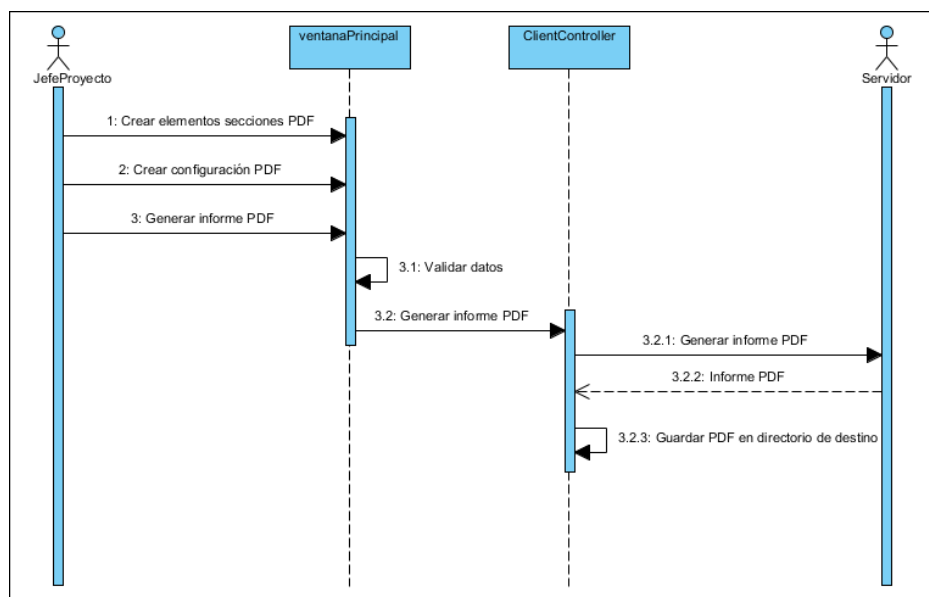 ventanaPrincipal
ClientController
JefeProyecto
Servidor
1: Crear elementos secciones PDF
2: Crear configuración PDF
3: Generar informe PDF
3.1: Validar datos
3.2: Generar informe PDF
3.2.1: Generar informe PDF
3.2.2: Informe PDF
3.2.3: Guardar PDF en directorio de destino